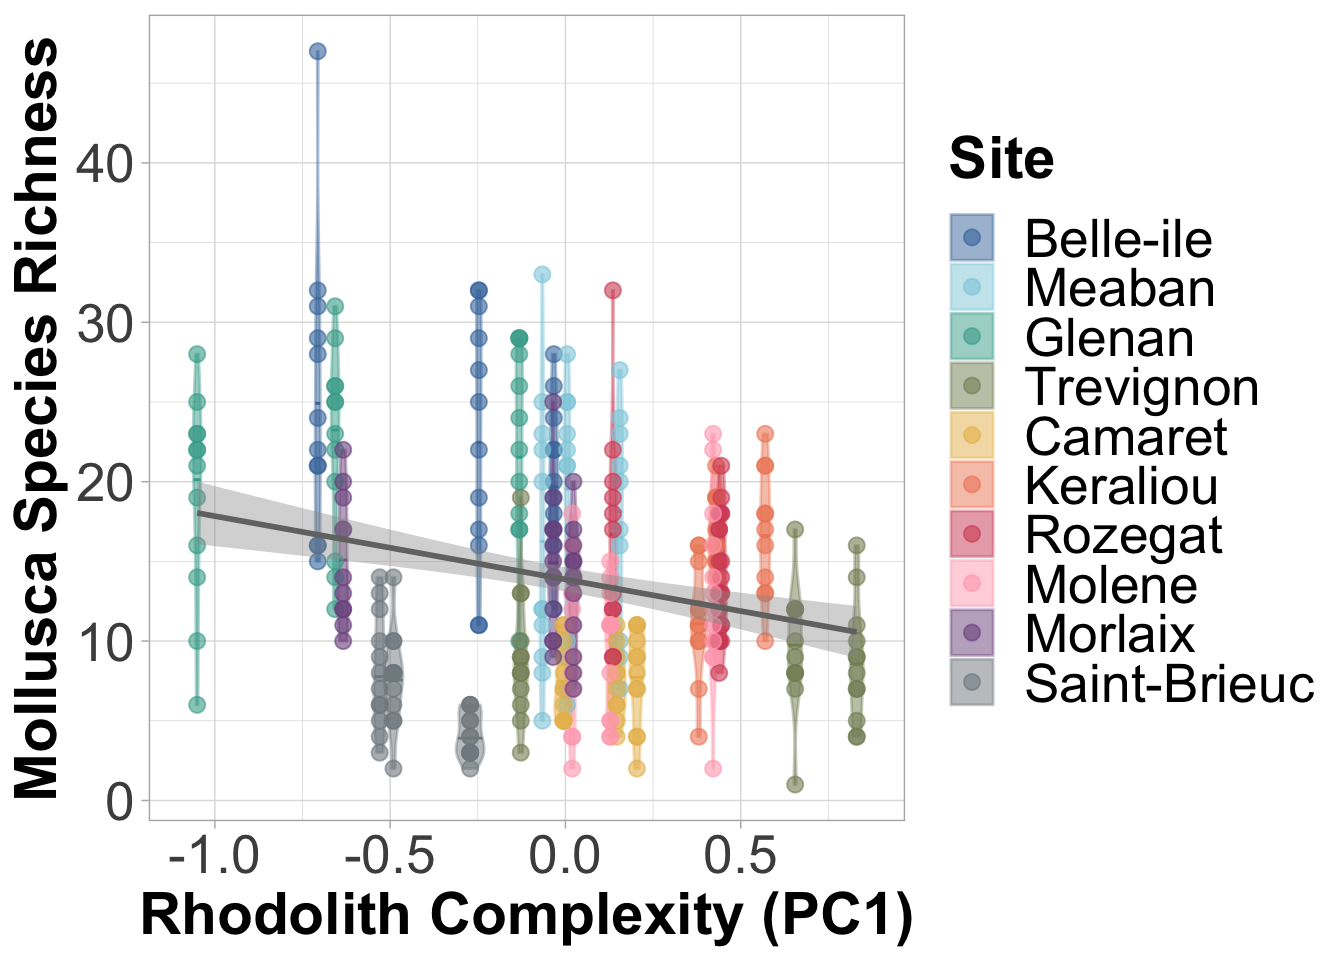 Mollusca Species Richness
40
30
20
10
0
-1.0 -0.5 0.0 0.5
Rhodolith Complexity (PC1)
Site
Belle-ile
Meaban
Glenan
Trevignon
Camaret
Keraliou
Rozegat
Molene
Morlaix
Saint-Brieuc